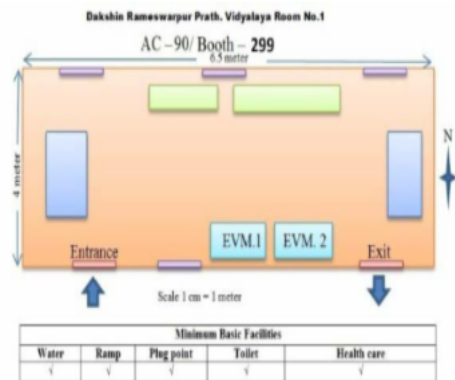 Dakshin Rameswarpur Prath. Vidyalaya Room No.1
AC – 90/ Booth – 299
6.5 meter
4 meter
N
EVM.1 EVM. 2
Entrance Exit
Scale 1 cm = 1 meter
Minimum Basic Facilities
Water Ramp Plug point Toilet Health care
√ √ √ √ √